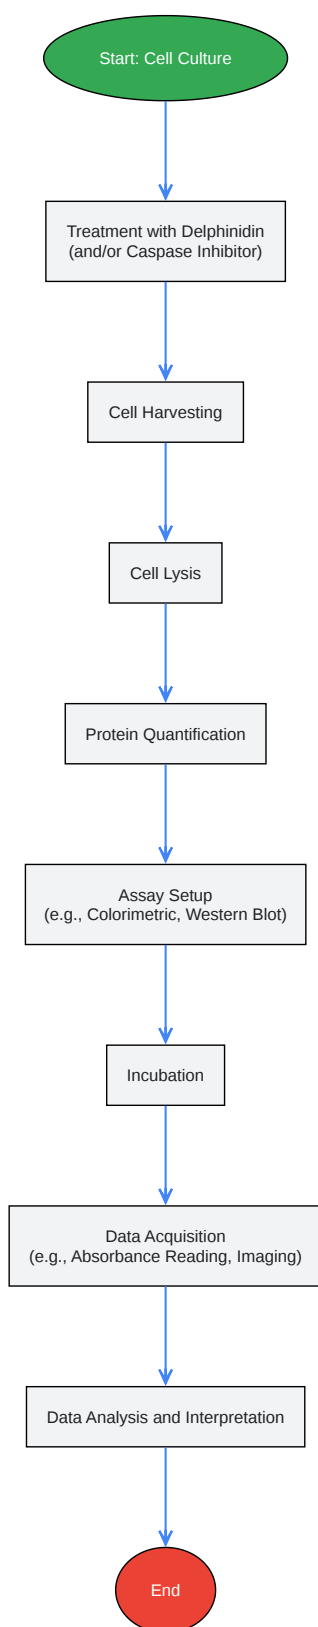 Start: Cell Culture
Treatment with Delphinidin
(and/or Caspase Inhibitor)
Cell Harvesting
Cell Lysis
Protein Quantification
Assay Setup
(e.g., Colorimetric, Western Blot)
Incubation
Data Acquisition
(e.g., Absorbance Reading, Imaging)
Data Analysis and Interpretation
End